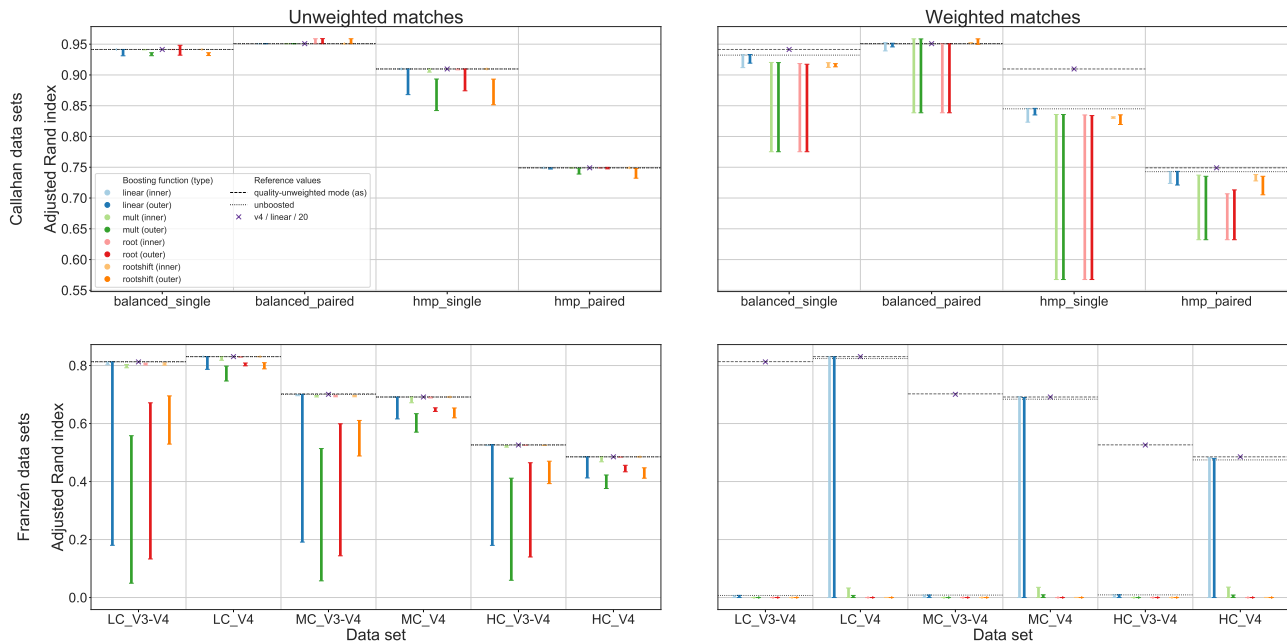 Unweighted matches
Weighted matches
Callahan data sets
Adjusted Rand index
0.95
0.90
0.85
0.80
0.75
0.70
0.65
0.60
0.55
Boosting function (type)
linear (inner)
linear (outer)
mult (inner)
mult (outer)
root (inner)
root (outer)
rootshift (inner)
rootshift (outer)
Reference values
quality-unweighted mode (as)
unboosted
v4 / linear / 20
balanced_single balanced_paired hmp_single hmp_paired
balanced_single balanced_paired hmp_single hmp_paired
Franzén data sets
Adjusted Rand index
0.8
0.6
0.4
0.2
0.0
LC_V3-V4 LC_V4 MC_V3-V4 MC_V4 HC_V3-V4 HC_V4
Data set
LC_V3-V4 LC_V4 MC_V3-V4 MC_V4 HC_V3-V4 HC_V4
Data set